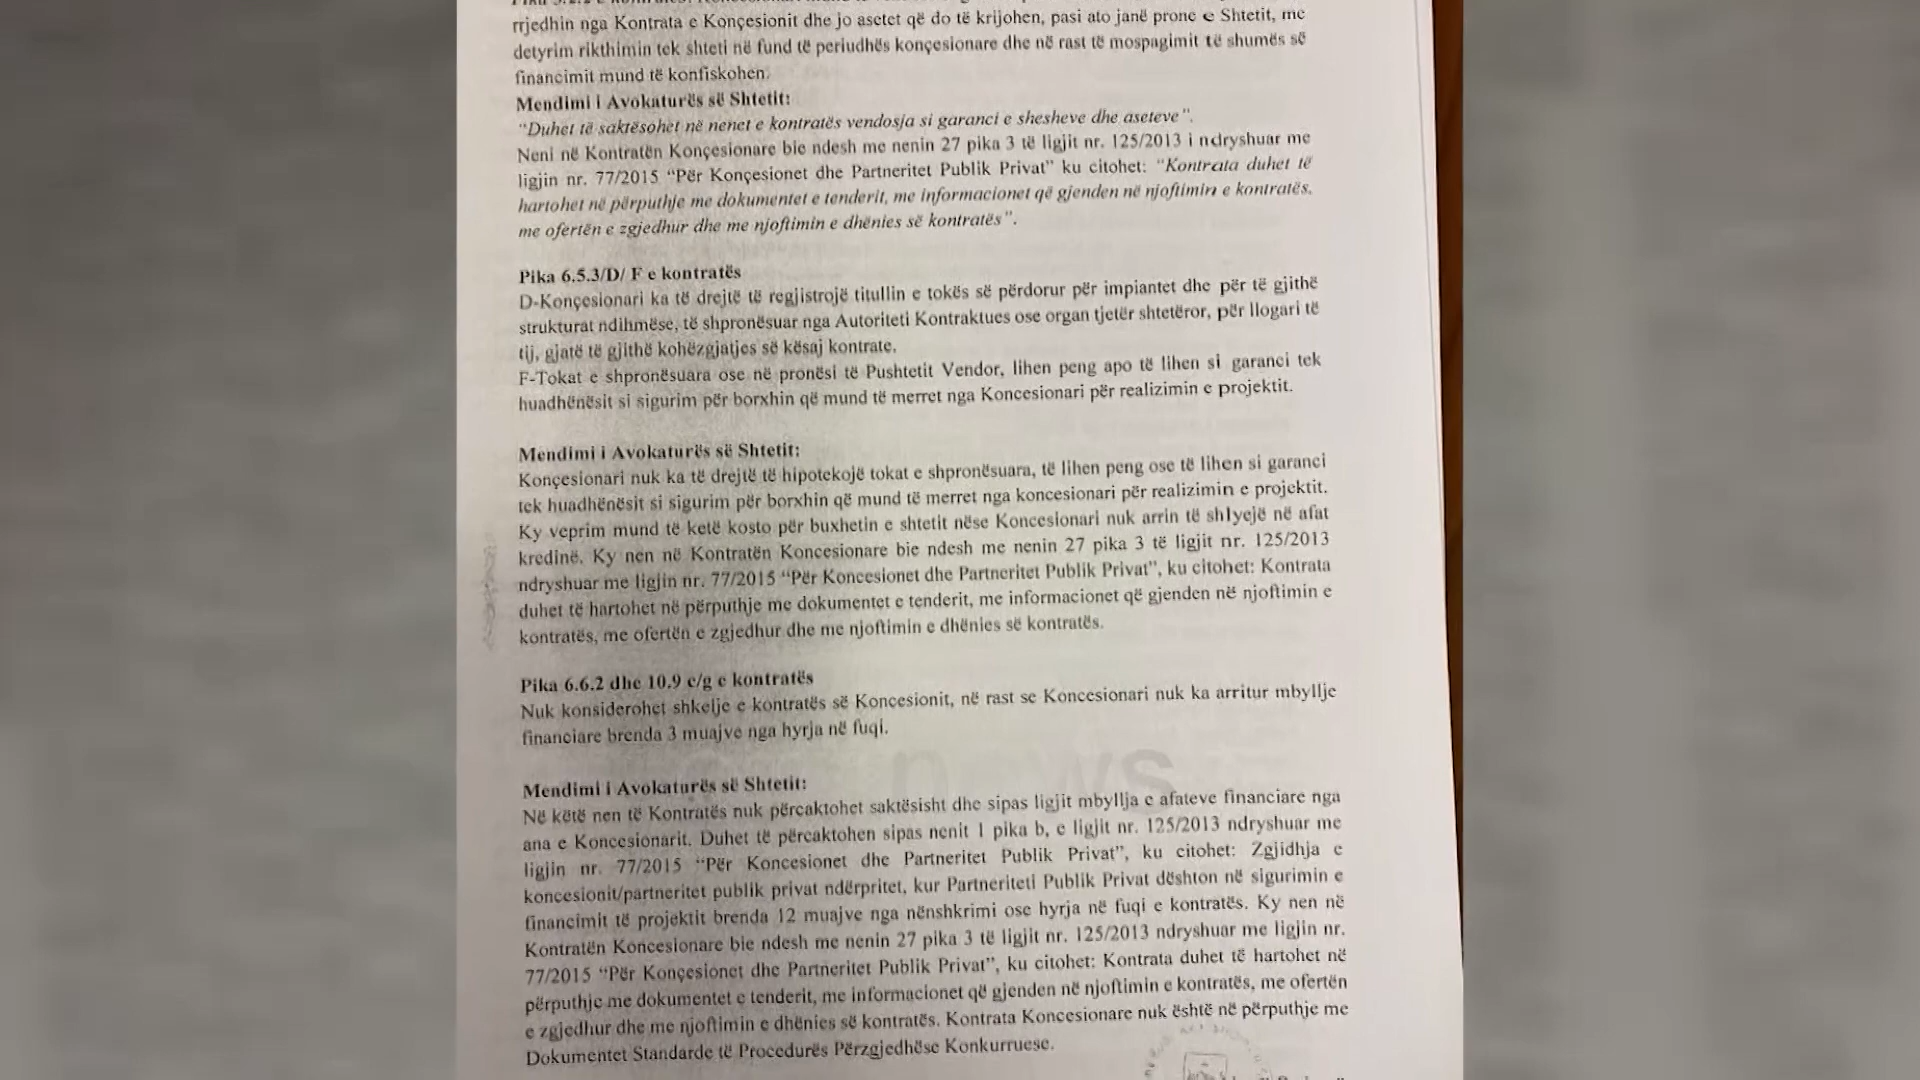 rrjedhin nga Kontrata e Konçesionit dhe jo asetet që do të krijohen, pasi ato janë prone e Shtetit, me
detyrim rikthimin tek shteti në fund të periudhës konçesionare dhe në rast të mospagimit të shumës së
financimit mund të konfiskohen.
Mendimi i Avokaturës së Shtetit:
“Duhet të saktësohet në nenet e kontratës vendosja si garanci e shesheve dhe aseteve”.
Neni në Kontratën Konçesionare bie ndesh me nenin 27 pika 3 të ligjit nr. 125/2013 i ndryshuar me
ligjin nr. 77/2015 “Për Konçesionet dhe Partneritet Publik Privat” ku citohet: “Kontrata duhet të
hartohet në përputhje me dokumentet e tenderit, me informacionet që gjenden në njoftimin e kontratës,
me ofertën e zgjedhur dhe me njoftimin e dhënies së kontratës”.
Pika 6.5.3/D/ F e kontratës
D-Konçesionari ka të drejtë të regjistrojë titullin e tokës së përdorur për impiantet dhe për të gjithë
strukturat ndihmëse, të shpronësuar nga Autoriteti Kontraktues ose organ tjetër shtetëror, për llogari të
tij, gjatë të gjithë kohëzgjatjes së kësaj kontrate.
F-Tokat e shpronësuara ose në pronësi të Pushtetit Vendor, lihen peng apo të lihen si garanci tek
huadhënësit si sigurim për borxhin që mund të merret nga Koncesionari për realizimin e projektit.
Mendimi i Avokaturës së Shtetit:
Konçesionari nuk ka të drejtë të hipotekojë tokat e shpronësuara, të lihen peng ose të lihen si garanci
tek huadhënësit si sigurim për borxhin që mund të merret nga koncesionari për realizimin e projektit.
Ky veprim mund të ketë kosto për buxhetin e shtetit nëse Koncesionari nuk arrin të shlyejë në afat
kredinë. Ky nen në Kontratën Koncesionare bie ndesh me nenin 27 pika 3 të ligjit nr. 125/2013
ndryshuar me ligjin nr. 77/2015 “Për Koncesionet dhe Partneritet Publik Privat”, ku citohet: Kontrata
duhet të hartohet në përputhje me dokumentet e tenderit, me informacionet që gjenden në njoftimin e
kontratës, me ofertën e zgjedhur dhe me njoftimin e dhënies së kontratës.
Pika 6.6.2 dhe 10.9 e/g e kontratës
Nuk konsiderohet shkelje e kontratës së Koncesionit, në rast se Koncesionari nuk ka arritur mbyllje
financiare brenda 3 muajve nga hyrja në fuqi.
news
Mendimi i Avokaturës së Shtetit:
Në këtë nen të Kontratës nuk përcaktohet saktësisht dhe sipas ligjit mbyllja e afateve financiare nga
ana e Koncesionarit. Duhet të përcaktohen sipas nenit 1 pika b, e ligjit nr. 125/2013 ndryshuar me
ligjin nr. 77/2015 “Për Koncesionet dhe Partneritet Publik Privat”, ku citohet: Zgjidhja e
koncesionit/partneritet publik privat ndërpritet, kur Partneriteti Publik Privat dështon në sigurimin e
financimit të projektit brenda 12 muajve nga nënshkrimi ose hyrja në fuqi e kontratës. Ky nen në
Kontratën Koncesionare bie ndesh me nenin 27 pika 3 të ligjit nr. 125/2013 ndryshuar me ligjin nr.
77/2015 “Për Konçesionet dhe Partneritet Publik Privat”, ku citohet: Kontrata duhet të hartohet në
përputhje me dokumentet e tenderit, me informacionet që gjenden në njoftimin e kontratës, me ofertën
e zgjedhur dhe me njoftimin e dhënies së kontratës. Kontrata Koncesionare nuk është në përputhje me
Dokumentet Standarde të Procedurës Përzgjedhëse Konkurruese.